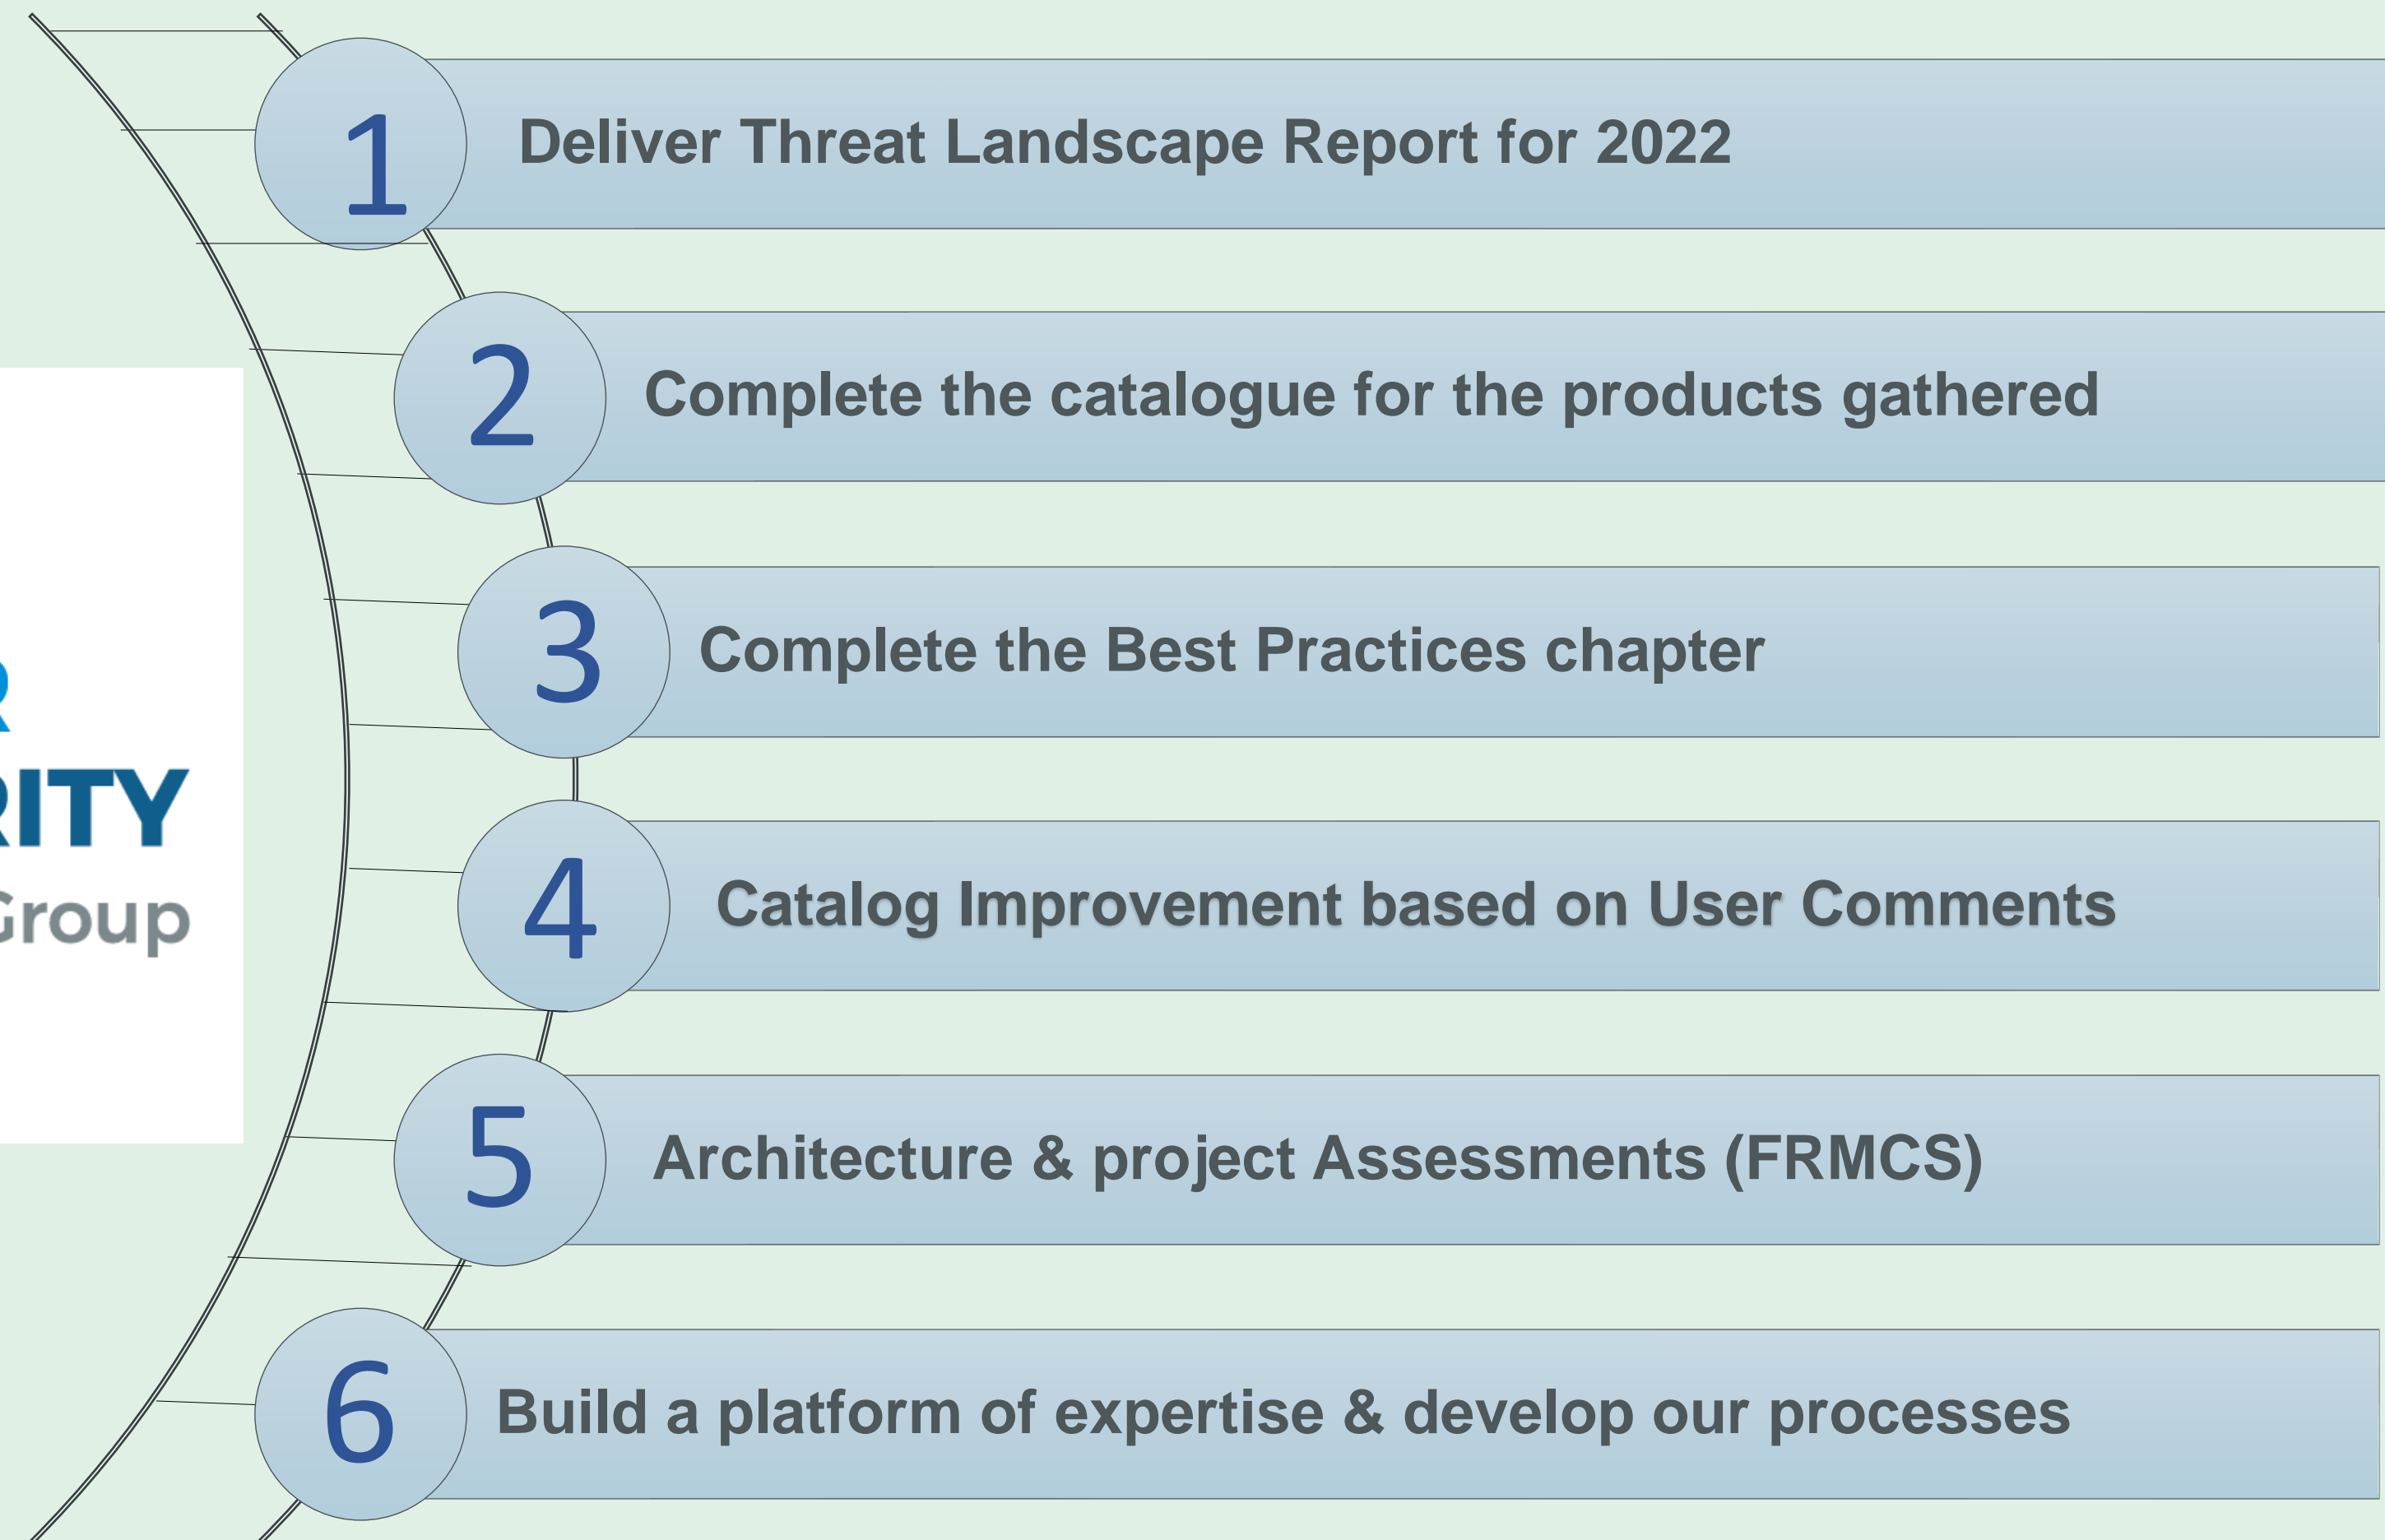 1
Deliver Threat Landscape Report for 2022
2
Complete the catalogue for the products gathered
3
Complete the Best Practices chapter
R
RITY
Group
4
Catalog Improvement based on User Comments
5
Architecture & project Assessments (FRMCS)
6
Build a platform of expertise & develop our processes